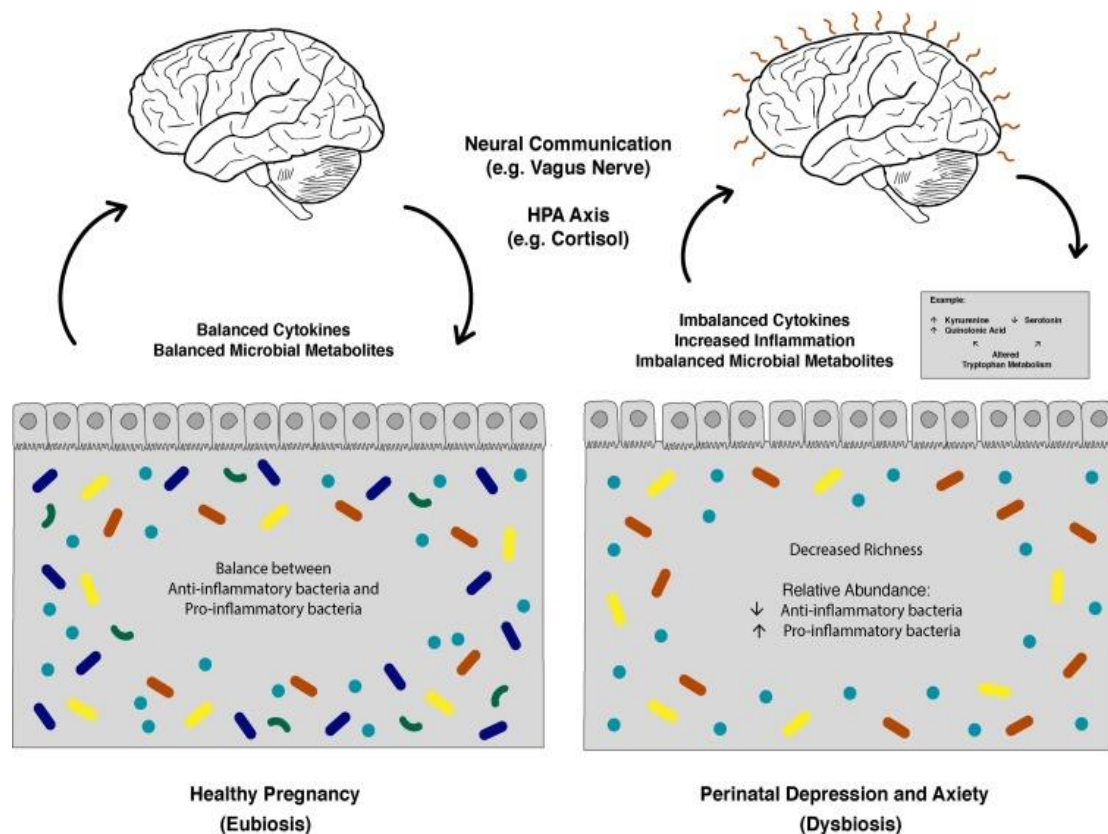 Neural Communication
(e.g. Vagus Nerve)
HPA Axis
(e.g. Cortisol)
Balanced Cytokines
Balanced Microbial Metabolites
Imbalanced Cytokines
Increased Inflammation
Imbalanced Microbial Metabolites
Example:
↑ Kynurenine ↓ Serotonin
↑ Quinolonic Acid
Altered
Tryptophan Metabolism
Balance between
Anti-inflammatory bacteria and
Pro-inflammatory bacteria
Decreased Richness
Relative Abundance:
↓ Anti-inflammatory bacteria
↑ Pro-inflammatory bacteria
Healthy Pregnancy
(Eubiosis)
Perinatal Depression and Axiety
(Dysbiosis)